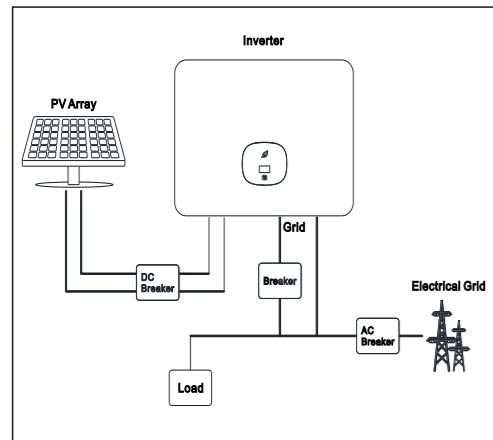 Inverter
PV Array
Grid
DC
Breaker
Breaker
Electrical Grid
AC
Breaker
Load